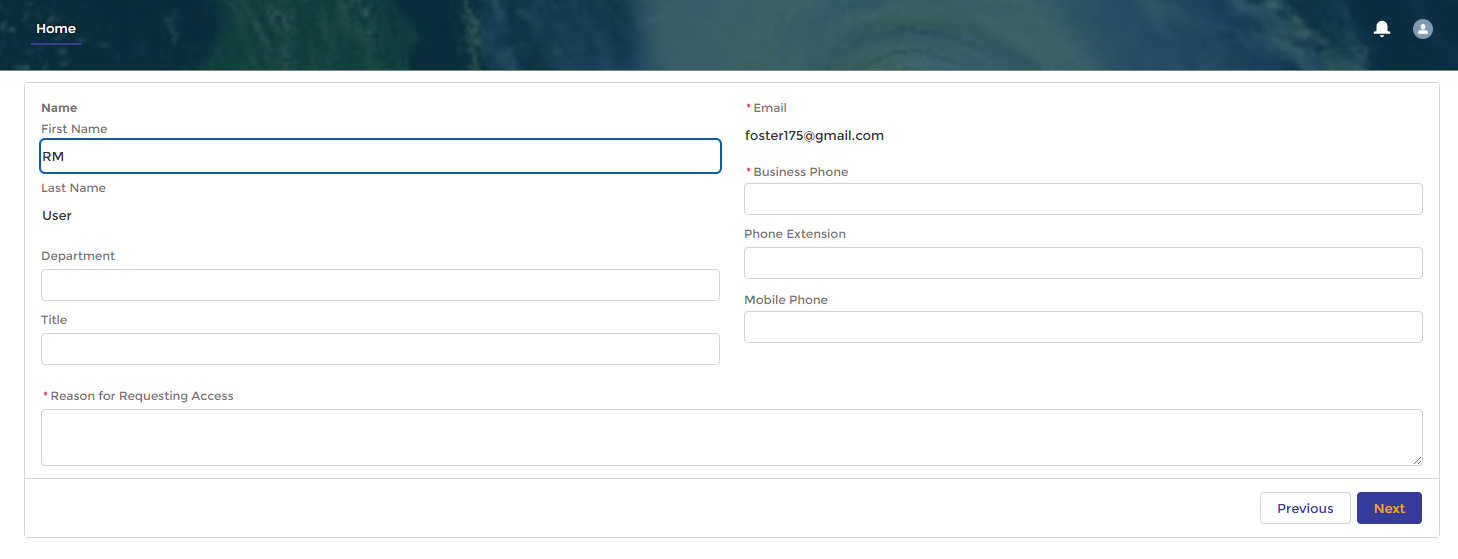 Home
Name
First Name
RM
Last Name
User
Department
Title
* Email
foster175@gmail.com
* Business Phone
Phone Extension
Mobile Phone
* Reason for Requesting Access
Previous
Next